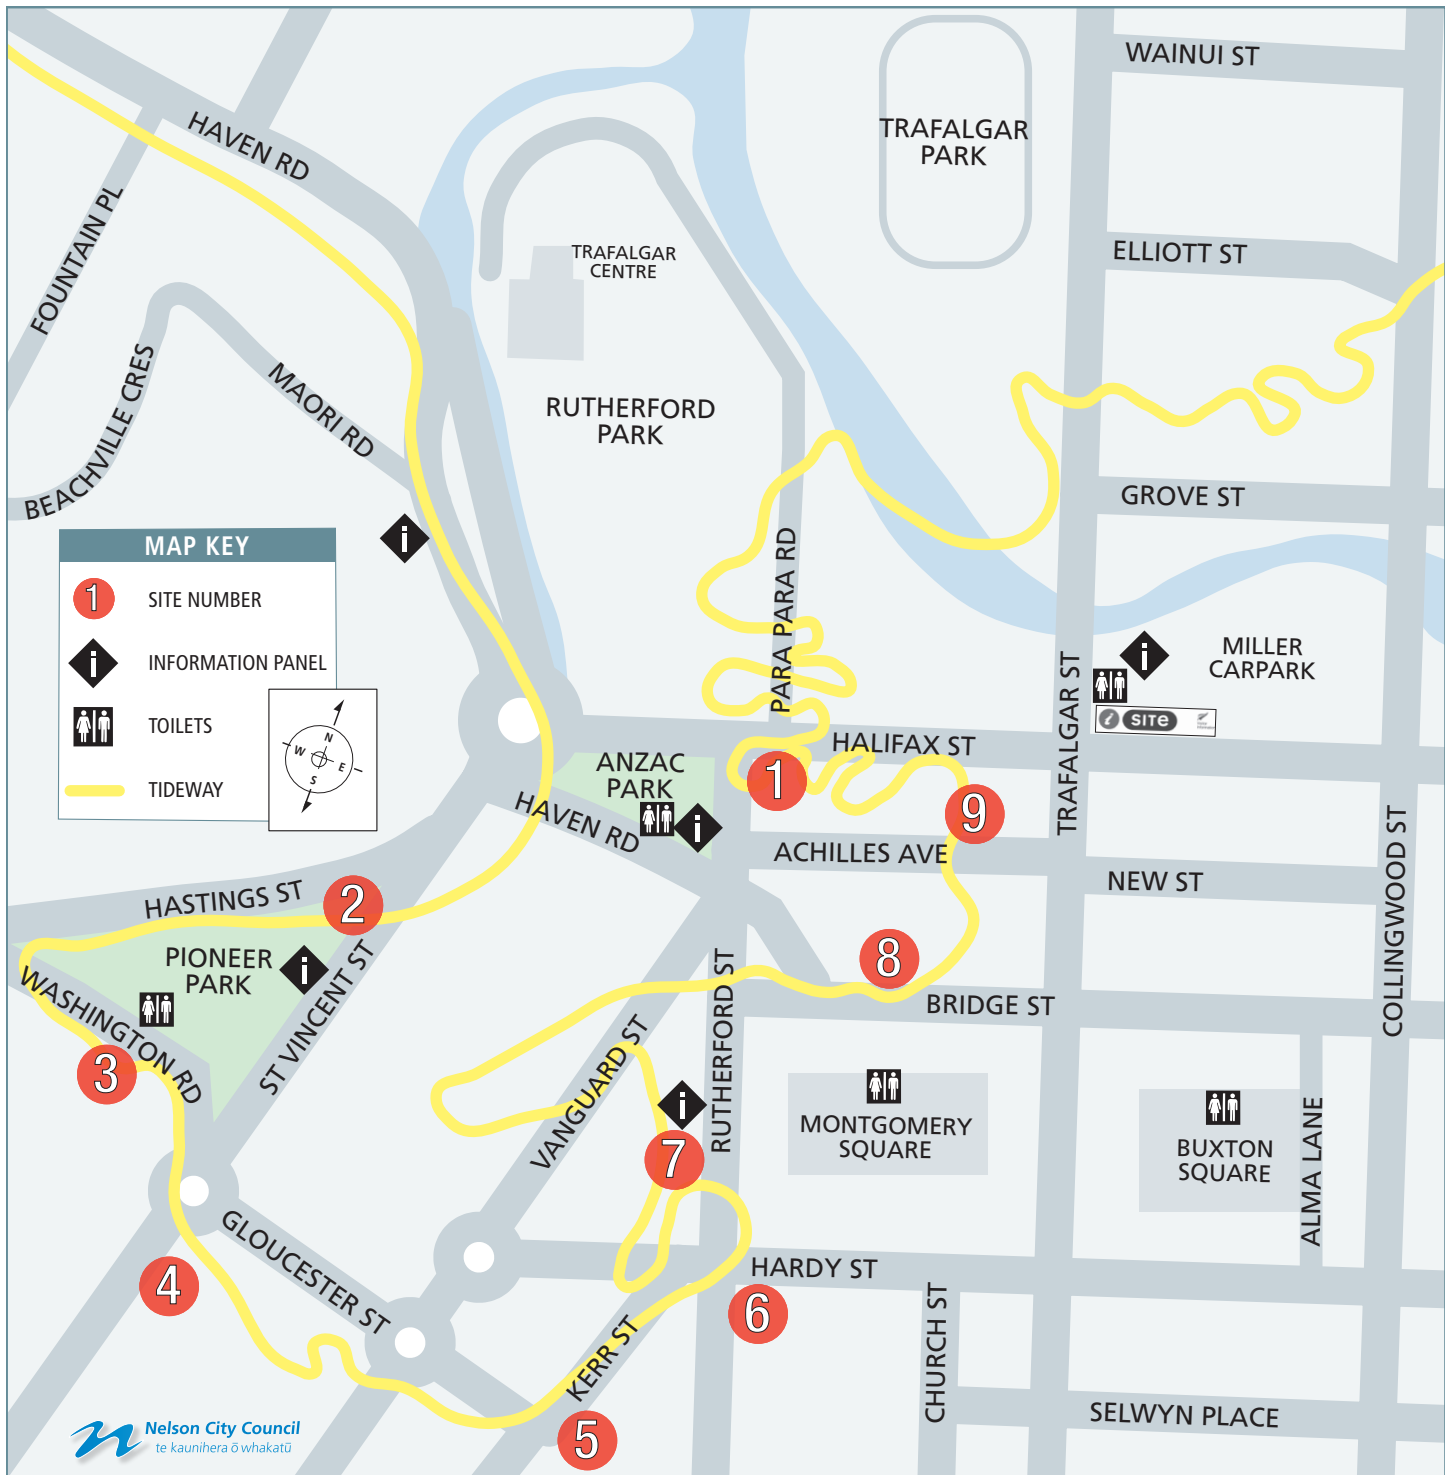 WAINUI ST
TRAFALGAR
PARK
HAVEN RD
FOUNTAIN PL
ELLIOTT ST
TRAFALGAR
CENTRE
BEACHVILLE CRES
MAORI RD
RUTHERFORD
PARK
GROVE ST
MAP KEY
1 SITE NUMBER
i INFORMATION PANEL
TOILETS
TIDEWAY
N
W
E
S
i
PARA PARA RD
TRAFALGAR ST
i
MILLER
CARPARK
i SITE
HALIFAX ST
ANZAC
PARK
i
1
9
HAVEN RD
ACHILLES AVE
NEW ST
COLLINGWOOD ST
HASTINGS ST
2
PIONEER
PARK
i
WASHINGTON RD
ST VINCENT ST
3
8
BRIDGE ST
VANGUARD ST
RUTHERFORD ST
i
7
MONTGOMERY
SQUARE
BUXTON
SQUARE
ALMA LANE
GLOUCESTER ST
4
HARDY ST
6
KERR ST
CHURCH ST
5
SELWYN PLACE
Nelson City Council
te kaunihera ō whakatū